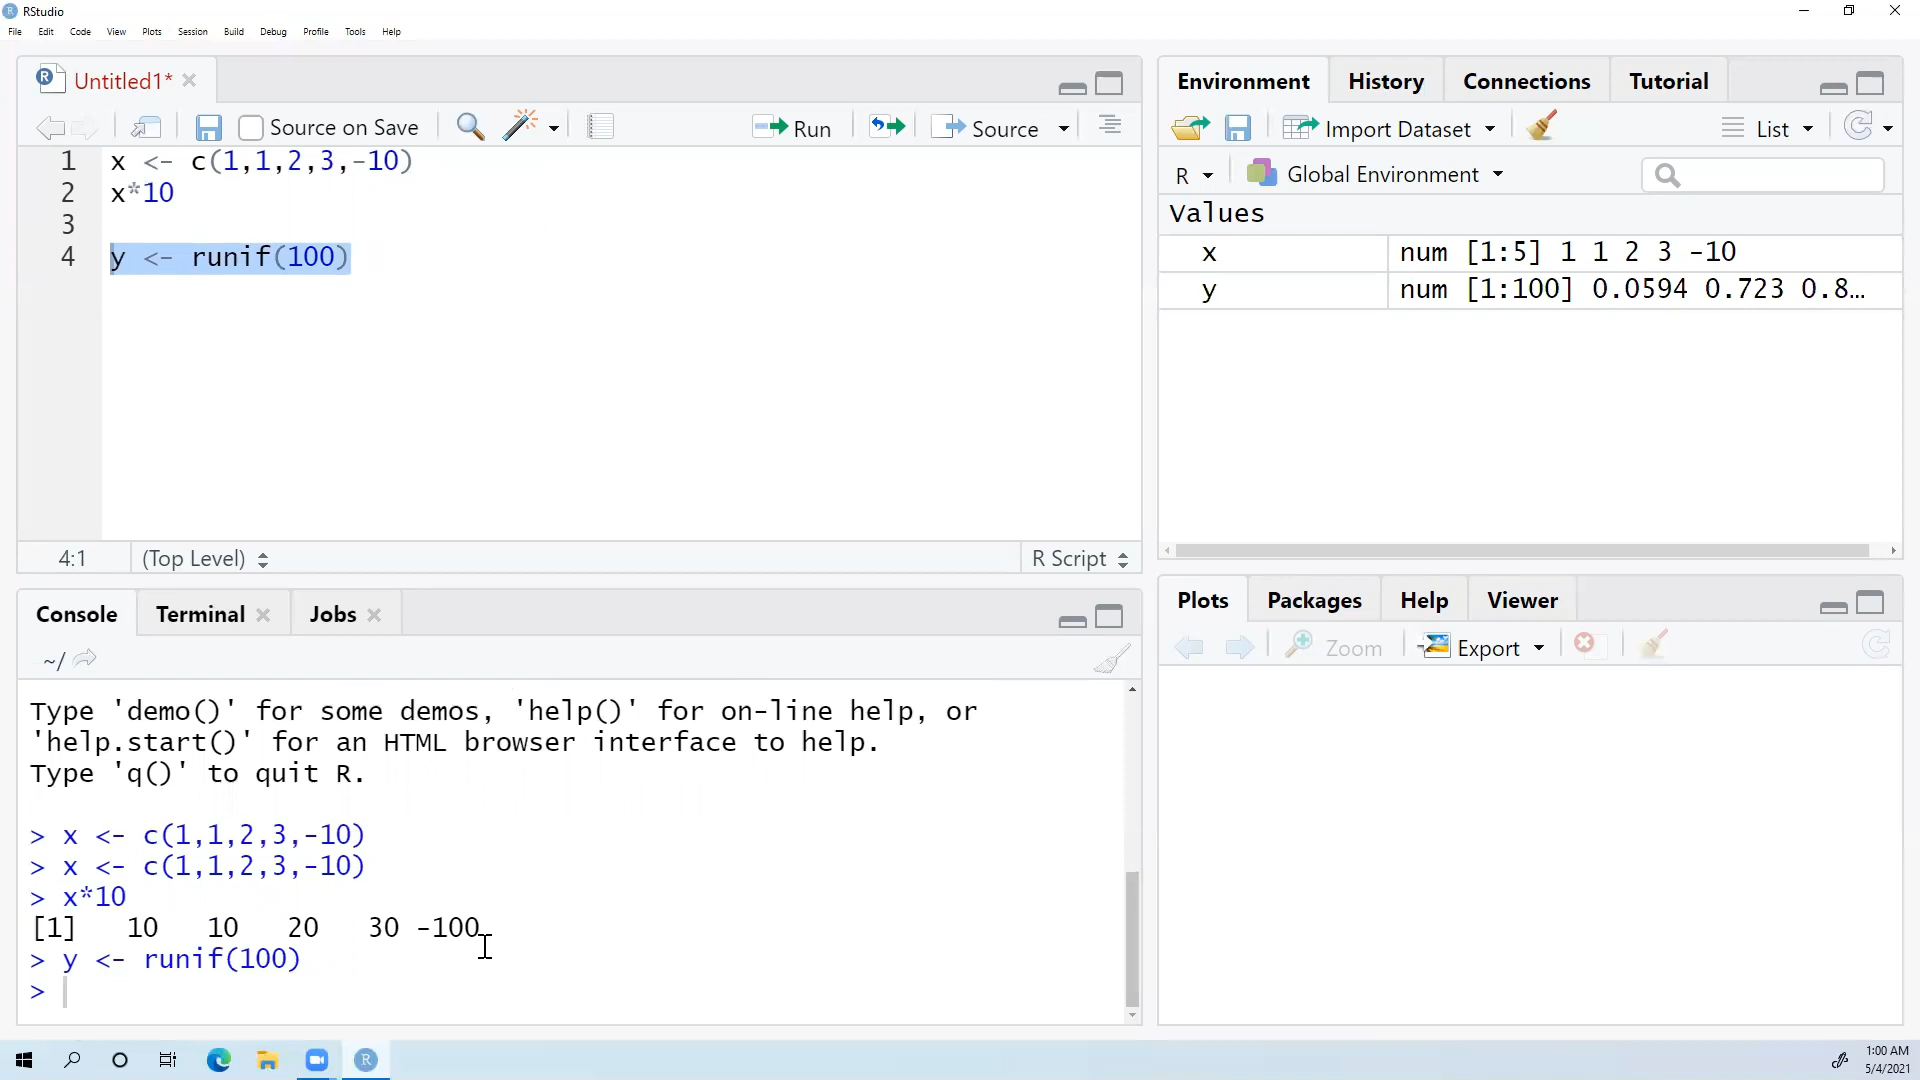 RStudio
File Edit Code View Plots Session Build Debug Profile Tools Help
Untitled1*
Source on Save Run Source
1 x <- c(1,1,2,3,-10)
2 x*10
3
4 y <- runif(100)
4:1 (Top Level) R Script
Console Terminal Jobs
~/
Type 'demo()' for some demos, 'help()' for on-line help, or
'help.start()' for an HTML browser interface to help.
Type 'q()' to quit R.
> x <- c(1,1,2,3,-10)
> x <- c(1,1,2,3,-10)
> x*10
[1]   10   10   20   30 -100
> y <- runif(100)
>
Environment History Connections Tutorial
Import Dataset List
R Global Environment
Values
x num [1:5] 1 1 2 3 -10
y num [1:100] 0.0594 0.723 0.8…
Plots Packages Help Viewer
Zoom Export
1:00 AM
5/4/2021